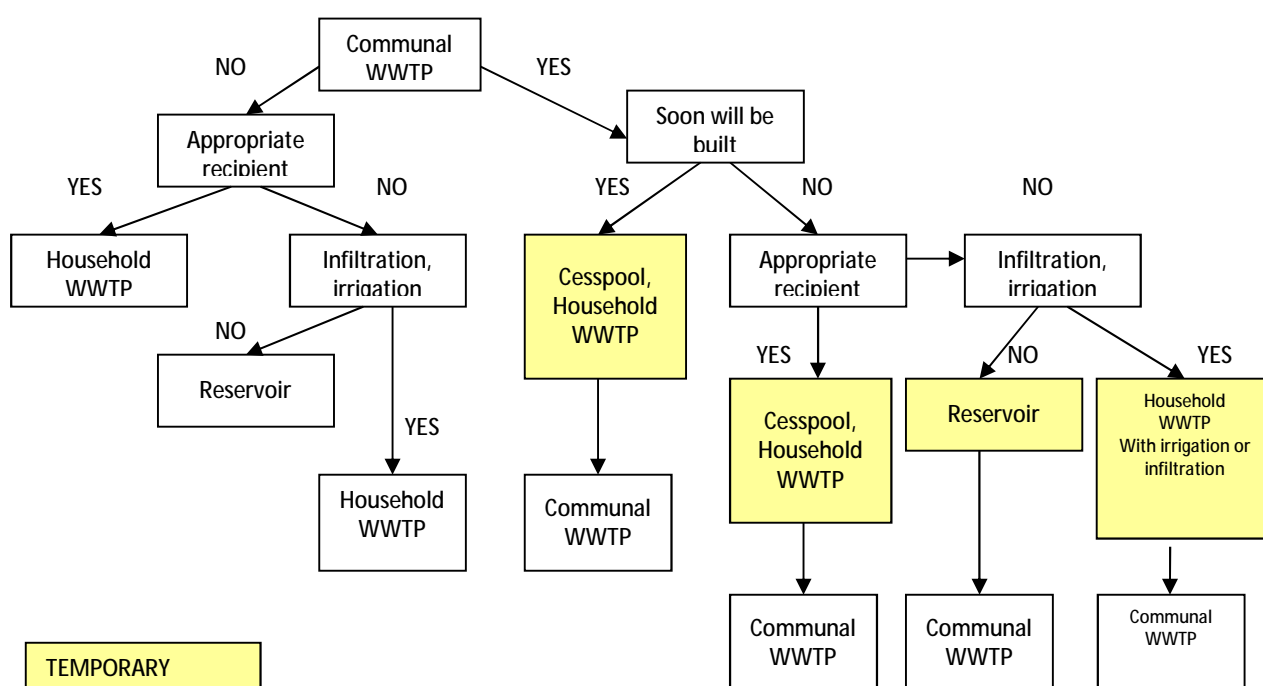 Communal
WWTP
NO
YES
Soon will be
built
Appropriate
recipient
YES
NO
YES
NO
NO
Household
WWTP
Infiltration,
irrigation
Cesspool,
Household
WWTP
Appropriate
recipient
Infiltration,
irrigation
NO
Reservoir
YES
YES
NO
YES
Household
WWTP
Communal
WWTP
Cesspool,
Household
WWTP
Reservoir
Household
WWTP
With irrigation or
infiltration
Communal
WWTP
Communal
WWTP
Communal
WWTP
TEMPORARY